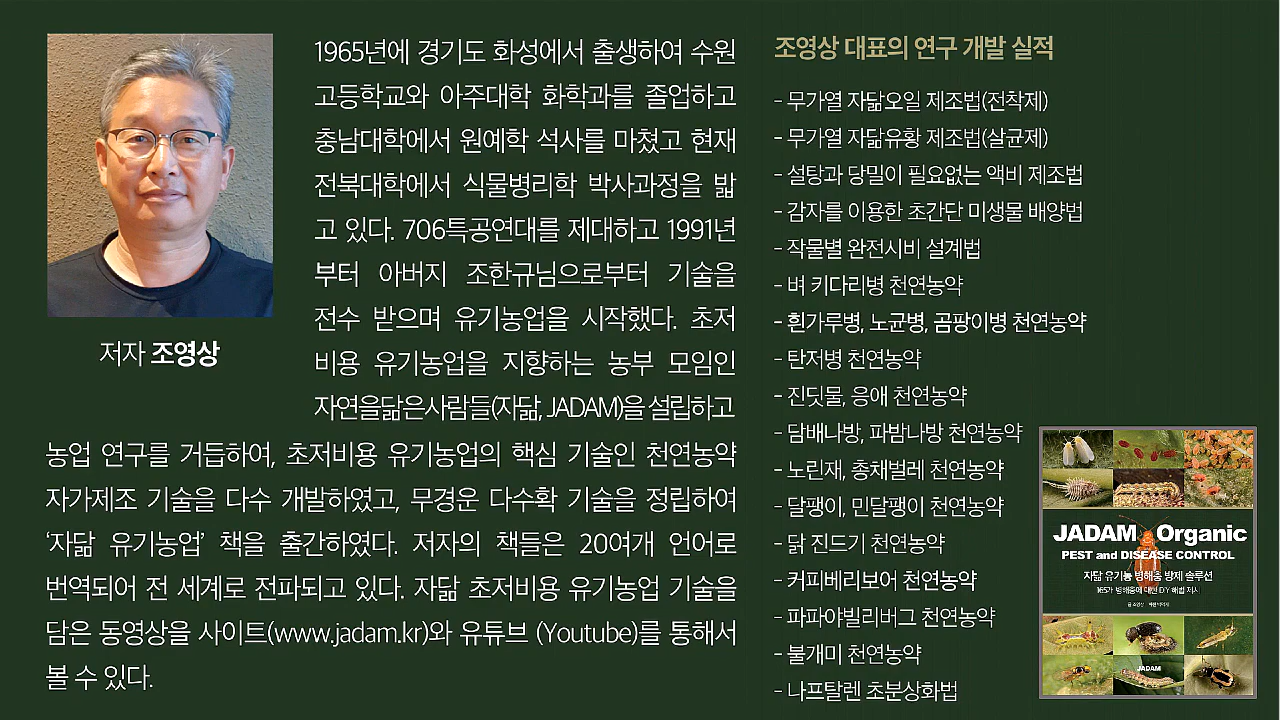 1965년에 경기도 화성에서 출생하여 수원
고등학교와 아주대학 화학과를 졸업하고
충남대학에서 원예학 석사를 마쳤고 현재
전북대학에서 식물병리학 박사과정을 밟
고 있다. 706특공연대를 제대하고 1991년
부터 아버지 조한규님으로부터 기술을
전수 받으며 유기농업을 시작했다. 초저
비용 유기농업을 지향하는 농부 모임인
자연을닮은사람들(자닮, JADAM)을 설립하고
농업 연구를 거듭하여, 초저비용 유기농업의 핵심 기술인 천연농약
자가제조 기술을 다수 개발하였고, 무경운 다수확 기술을 정립하여
‘자닮 유기농업’ 책을 출간하였다. 저자의 책들은 20여개 언어로
번역되어 전 세계로 전파되고 있다. 자닮 초저비용 유기농업 기술을
담은 동영상을 사이트(www.jadam.kr)와 유튜브 (Youtube)를 통해서
볼 수 있다.
저자 조영상
조영상 대표의 연구 개발 실적
- 무가열 자닮오일 제조법(전착제)
- 무가열 자닮유황 제조법(살균제)
- 설탕과 당밀이 필요없는 액비 제조법
- 감자를 이용한 초간단 미생물 배양법
- 작물별 완전시비 설계법
- 벼 키다리병 천연농약
- 흰가루병, 노균병, 곰팡이병 천연농약
- 탄저병 천연농약
- 진딧물, 응애 천연농약
- 담배나방, 파밤나방 천연농약
- 노린재, 총채벌레 천연농약
- 달팽이, 민달팽이 천연농약
- 닭 진드기 천연농약
- 커피베리보어 천연농약
- 파파야빌리버그 천연농약
- 불개미 천연농약
- 나프탈렌 초분상화법
JADAM Organic
PEST and DISEASE CONTROL
자닮 유기농 병해충 방제 솔루션
JADAM